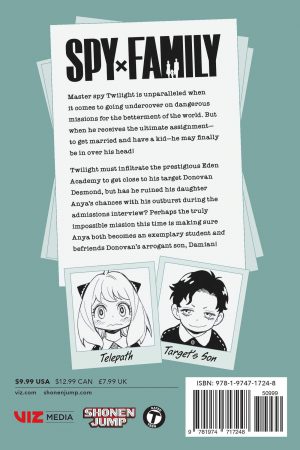 SPY×FAMILY
Master spy Twilight is unparalleled when
it comes to going undercover on dangerous
missions for the betterment of the world. But
when he receives the ultimate assignment—
to get married and have a kid—he may finally
be in over his head!
Twilight must infiltrate the prestigious Eden
Academy to get close to his target Donovan
Desmond, but has he ruined his daughter
Anya's chances with his outburst during the
admissions interview? Perhaps the truly
impossible mission this time is making sure
Anya both becomes an exemplary student and
befriends Donovan's arrogant son, Damian!
Telepath
Target's Son
$9.99 USA $12.99 CAN £7.99 UK
viz.com shonenjump.com
VIZ MEDIA
SHONEN
JUMP
T
ISBN: 978-1-9747-1724-8
50999
9 781974 717248